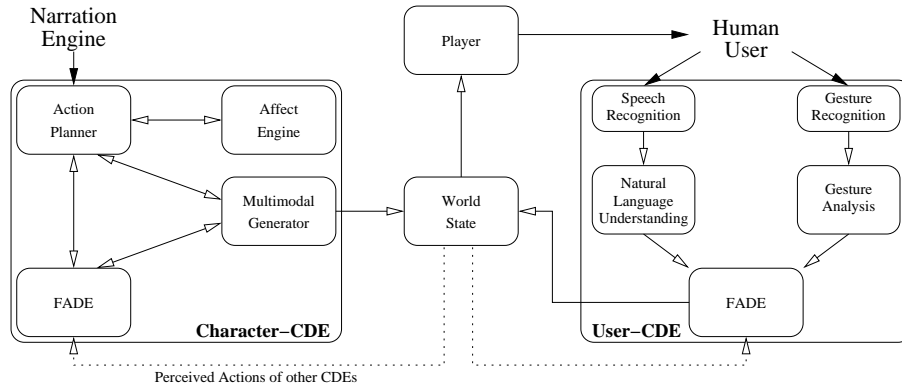 Narration
Engine
Player
Human
User
Action
Planner
Affect
Engine
Speech
Recognition
Gesture
Recognition
Multimodal
Generator
World
State
Natural
Language
Understanding
Gesture
Analysis
FADE
Character–CDE
FADE
User–CDE
Perceived Actions of other CDEs